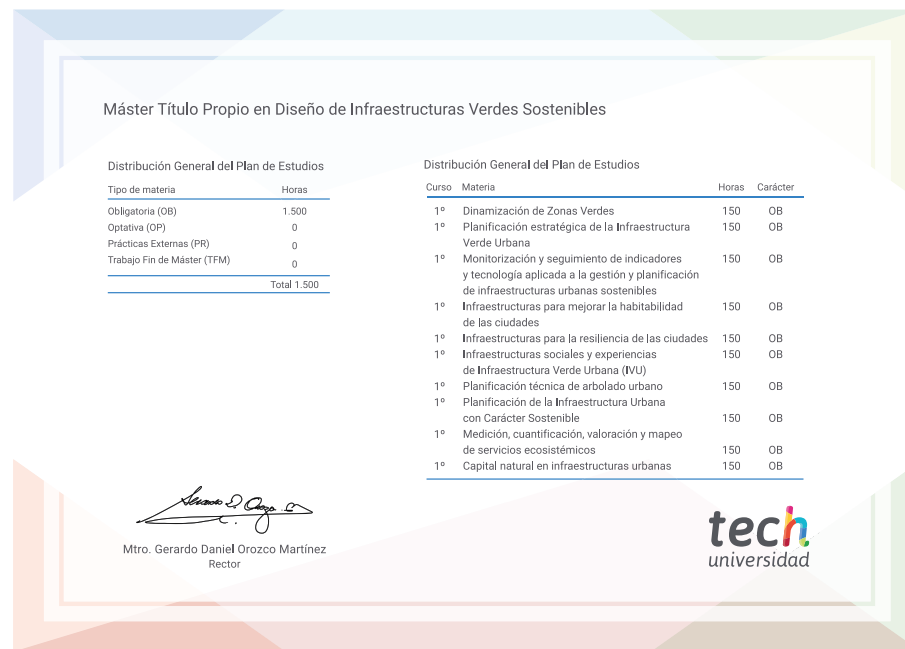 Máster Título Propio en Diseño de Infraestructuras Verdes Sostenibles
Distribución General del Plan de Estudios
Tipo de materia Horas
Obligatoria (OB) 1.500
Optativa (OP) 0
Prácticas Externas (PR) 0
Trabajo Fin de Máster (TFM) 0
Total 1.500
Distribución General del Plan de Estudios
Curso Materia Horas Carácter
1º Dinamización de Zonas Verdes 150 OB
1º Planificación estratégica de la Infraestructura 150 OB
Verde Urbana
1º Monitorización y seguimiento de indicadores 150 OB
y tecnología aplicada a la gestión y planificación
de infraestructuras urbanas sostenibles
1º Infraestructuras para mejorar la habitabilidad 150 OB
de las ciudades
1º Infraestructuras para la resiliencia de las ciudades 150 OB
1º Infraestructuras sociales y experiencias 150 OB
de Infraestructura Verde Urbana (IVU)
1º Planificación técnica de arbolado urbano 150 OB
1º Planificación de la Infraestructura Urbana
con Carácter Sostenible 150 OB
1º Medición, cuantificación, valoración y mapeo
de servicios ecosistémicos 150 OB
1º Capital natural en infraestructuras urbanas 150 OB
Mtro. Gerardo Daniel Orozco Martínez
Rector
tech
universidad